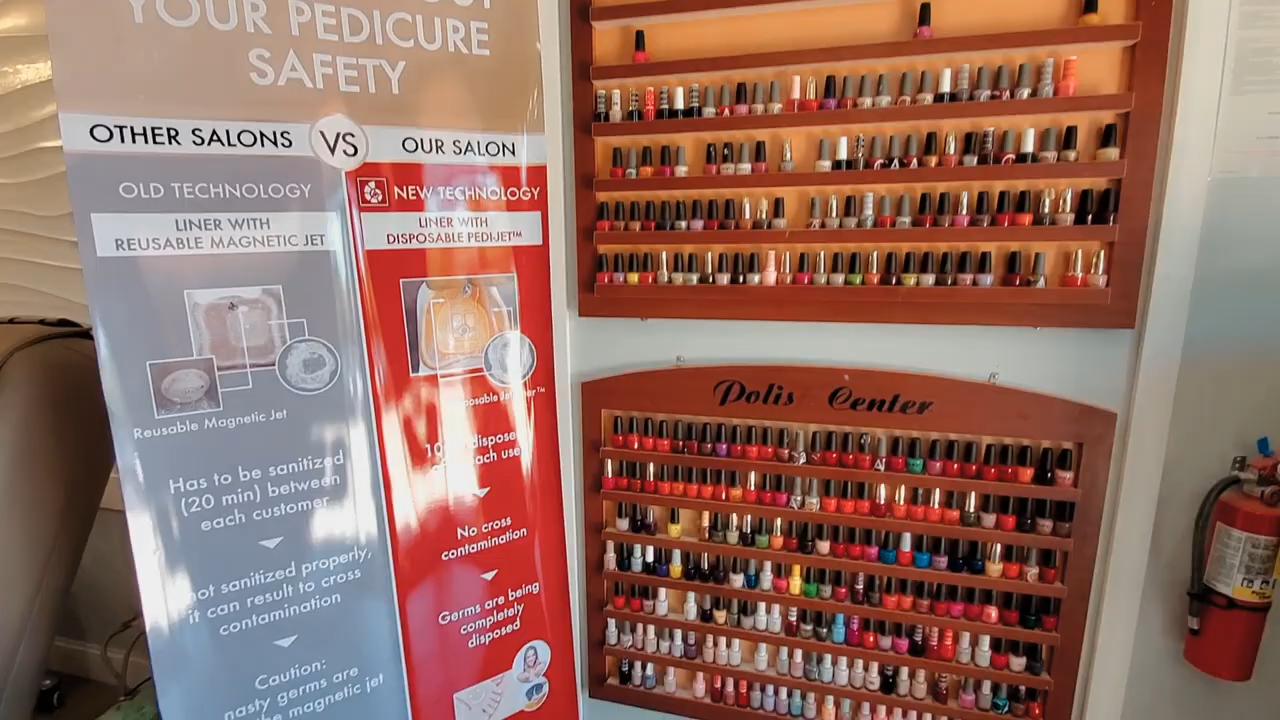 YOUR PEDICURE
SAFETY
OTHER SALONS
VS
OUR SALON
OLD TECHNOLOGY
NEW TECHNOLOGY
LINER WITH
REUSABLE MAGNETIC JET
LINER WITH
DISPOSABLE PEDIJET™
Reusable Magnetic Jet
Has to be sanitized
(20 min) between
each customer
each use
No cross
contamination
not sanitized properly,
it can result to cross
contamination
Germs are being
completely
disposed
Caution:
nasty germs are
the magnetic jet
Polis Center